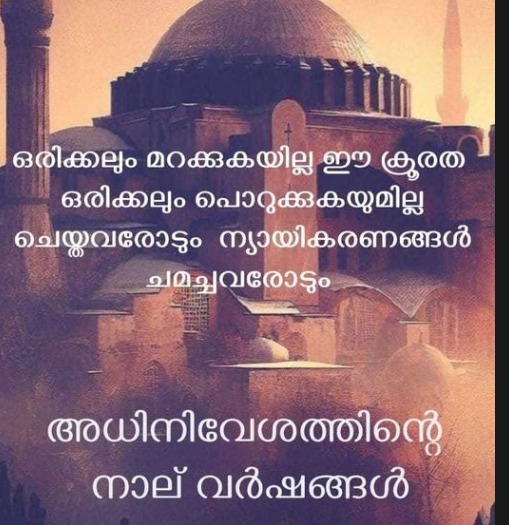 ഒരിക്കലും മറക്കുകയില്ല ഈ ക്രൂരത
ഒരിക്കലും പൊറുക്കുകയുമില്ല
ചെയ്തവരോടും ന്യായികരണങ്ങൾ
ചമച്ചവരോടും
അധിനിവേശത്തിന്റെ
നാല് വർഷങ്ങൾ